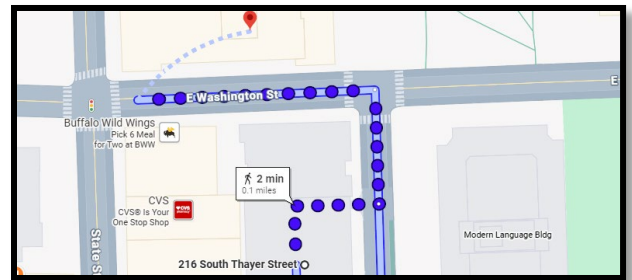 E Washington St
E
Buffalo Wild Wings
Pick 6 Meal
for Two at BWW
2 min
0.1 miles
CVS
♥CVS
CVS® Is Your
One Stop Shop
State St
Modern Language Bldg
216 South Thayer Street